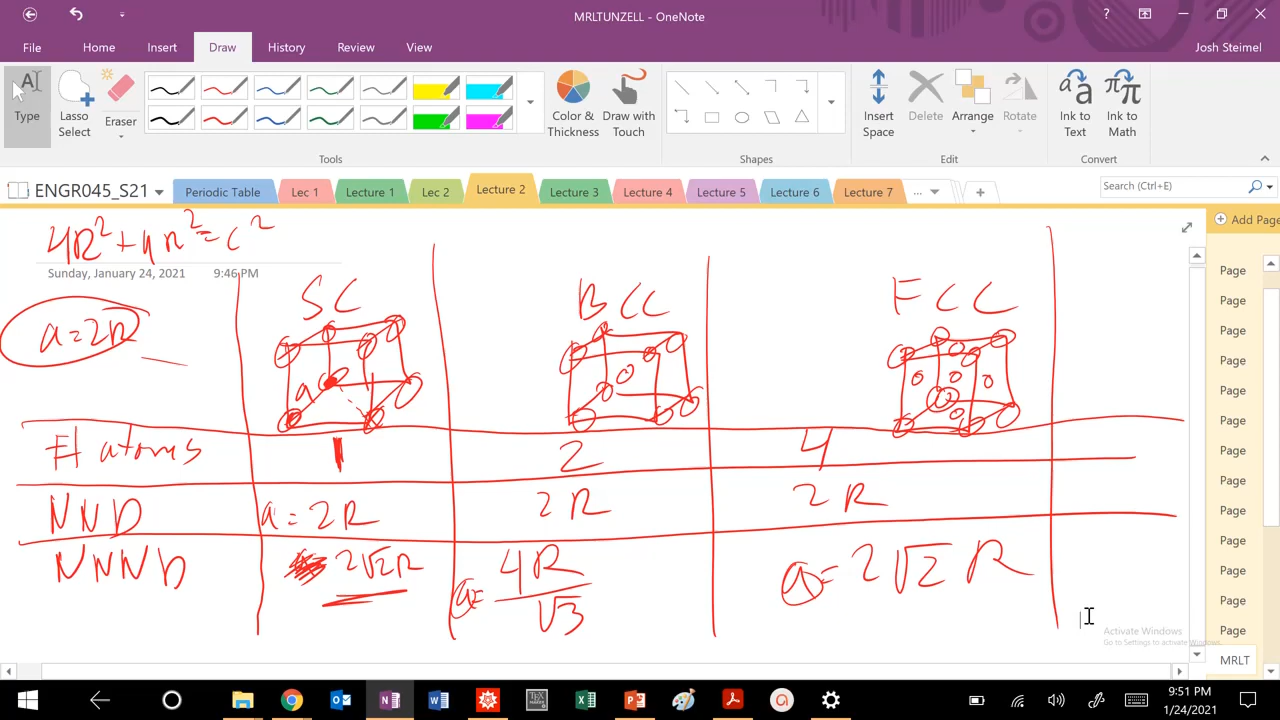 MRLTUNZELL - OneNote
?
File Home Insert Draw History Review View
Josh Steimel
Type
Lasso Select
Eraser
Color & Thickness
Draw with Touch
Insert Space
Delete
Arrange
Rotate
Ink to Text
Ink to Math
Tools
Shapes
Edit
Convert
ENGR045_S21
Periodic Table Lec 1 Lecture 1 Lec 2 Lecture 2 Lecture 3 Lecture 4 Lecture 5 Lecture 6 Lecture 7 ... +
Search (Ctrl+E)
Add Page
4R²+4R²=c²
Sunday, January 24, 2021 9:46 PM
a=2R
SC BCC FCC
a
# atoms 1 2 4
NND a=2R 2R 2R
NNND 2√2R a=4R/√3 a=2√2R
Page
Page
Page
Page
Page
Page
Page
Page
Page
Page
Page
Page
Page
MRLT
Activate Windows
Go to Settings to activate Windows.
9:51 PM
1/24/2021